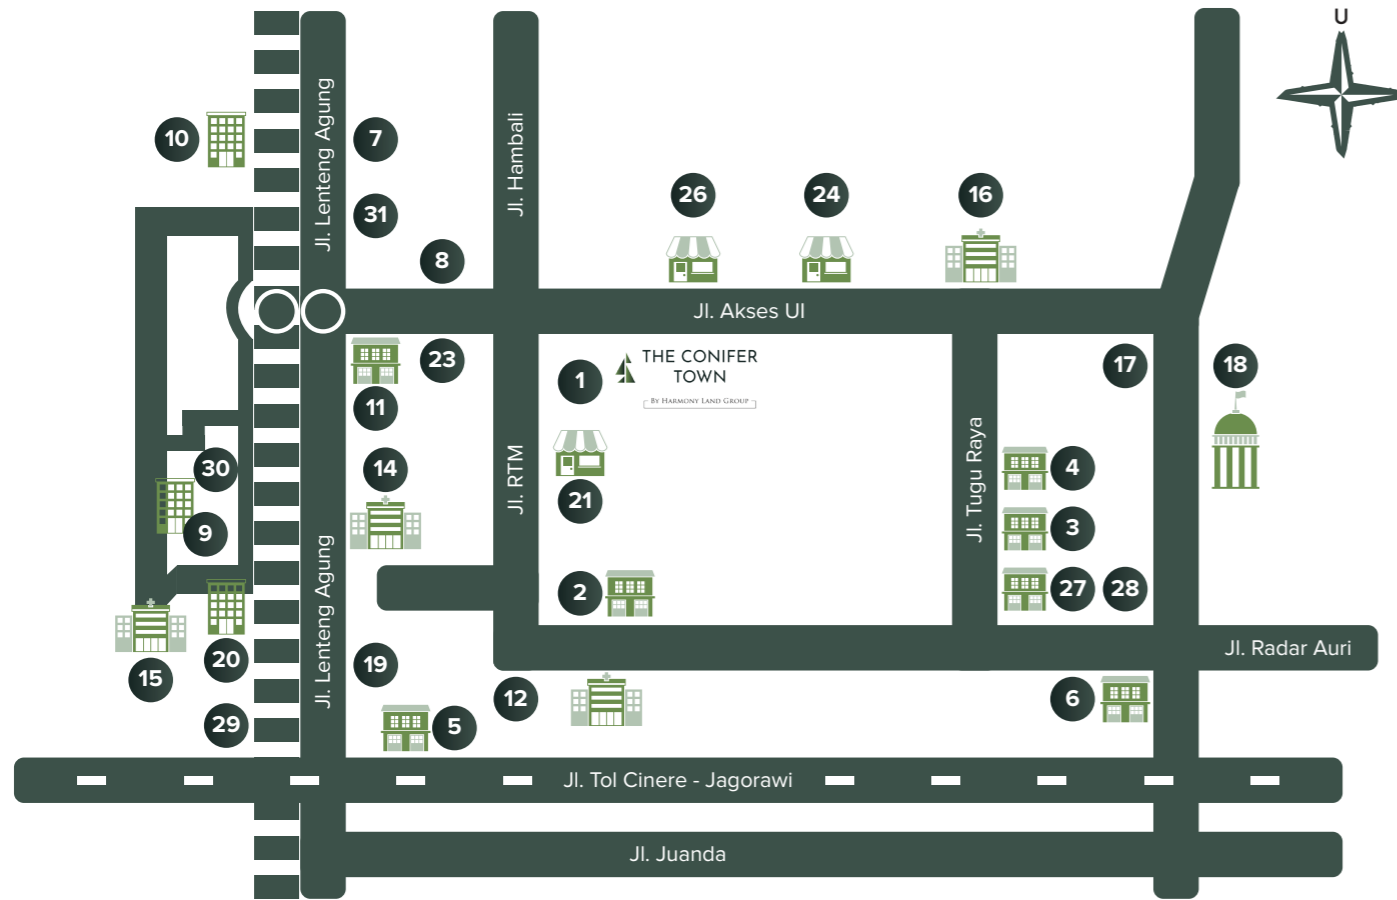 U
10
7
Jl. Lenteng Agung
Jl. Hambali
31
26
24
16
8
Jl. Akses UI
23
1
THE CONIFER
TOWN
BY HARMONY LAND GROUP
17
18
11
14
30
Jl. RTM
21
Jl. Tugu Raya
4
9
3
2
27
28
Jl. Lenteng Agung
20
15
19
Jl. Radar Auri
12
6
29
5
Jl. Tol Cinere - Jagorawi
Jl. Juanda